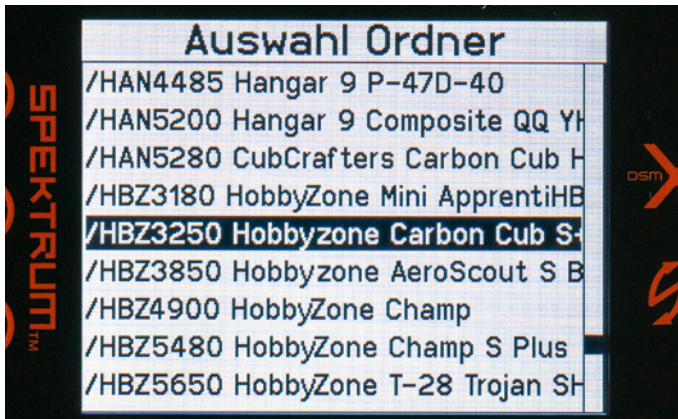 Auswahl Ordner
/HAN4485 Hangar 9 P-47D-40
/HAN5200 Hangar 9 Composite QQ
/HAN5280 CubCrafters Carbon Cub
/HBZ3180 HobbyZone Mini ApprentiHB
/HBZ3250 Hobbyzone Carbon Cub S+
/HBZ3850 Hobbyzone AeroScout S B
/HBZ4900 HobbyZone Champ
/HBZ5480 HobbyZone Champ S Plus
/HBZ5650 HobbyZone T-28 Trojan
SPEKTRUM™
DSM